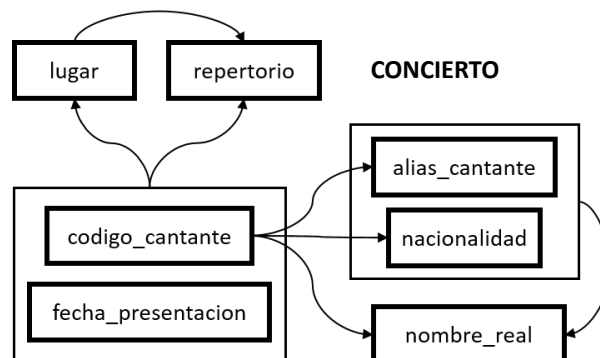 lugar
repertorio
CONCIERTO
alias_cantante
codigo_cantante
nacionalidad
fecha_presentacion
nombre_real